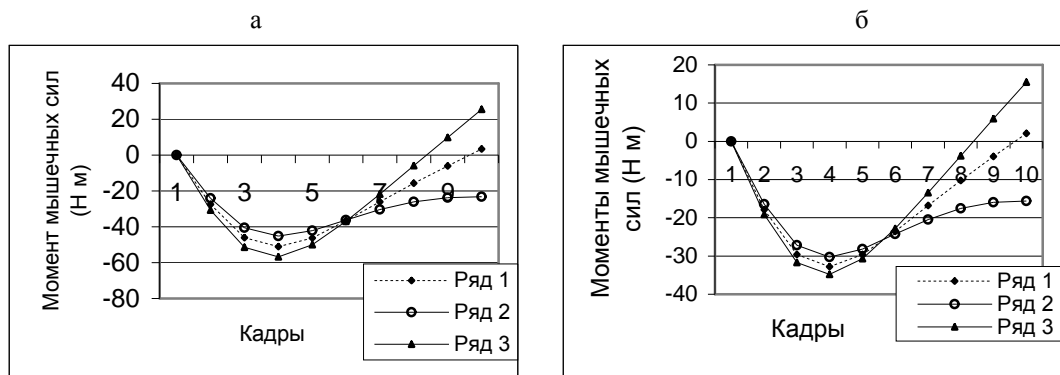 а
б
Момент мышечных сил
(Н м)
40
20
0
-20
-40
-60
-80
1
3
5
7
9
Кадры
Ряд 1
Ряд 2
Ряд 3
Моменты мышечных
сил (Н м)
20
10
0
-10
-20
-30
-40
1
2
3
4
5
6
7
8
9
10
Кадры
Ряд 1
Ряд 2
Ряд 3